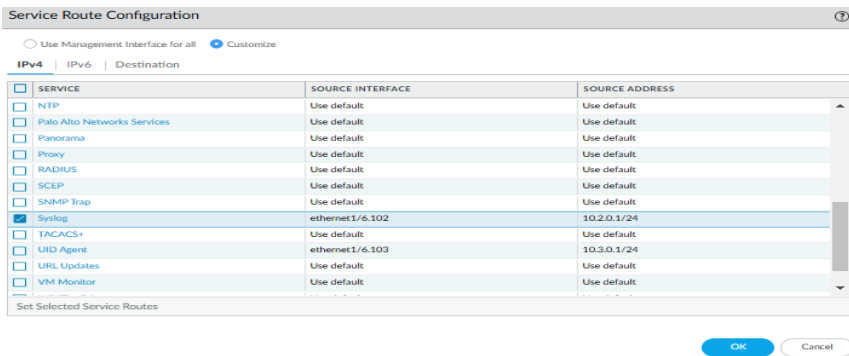 Service Route Configuration
Use Management Interface for all Customize
IPv4 | IPv6 | Destination
SERVICE SOURCE INTERFACE SOURCE ADDRESS
NTP Use default Use default
Palo Alto Networks Services Use default Use default
Panorama Use default Use default
Proxy Use default Use default
RADIUS Use default Use default
SCEP Use default Use default
SNMP Trap Use default Use default
Syslog ethernet1/6.102 10.2.0.1/24
TACACS+ Use default Use default
UID Agent ethernet1/6.103 10.3.0.1/24
URL Updates Use default Use default
VM Monitor Use default Use default
Set Selected Service Routes
OK Cancel